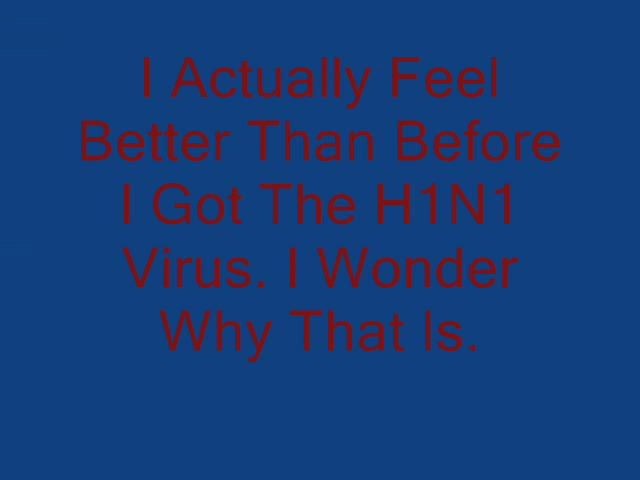 I Actually Feel
Better Than Before
I Got The H1N1
Virus. I Wonder
Why That Is.